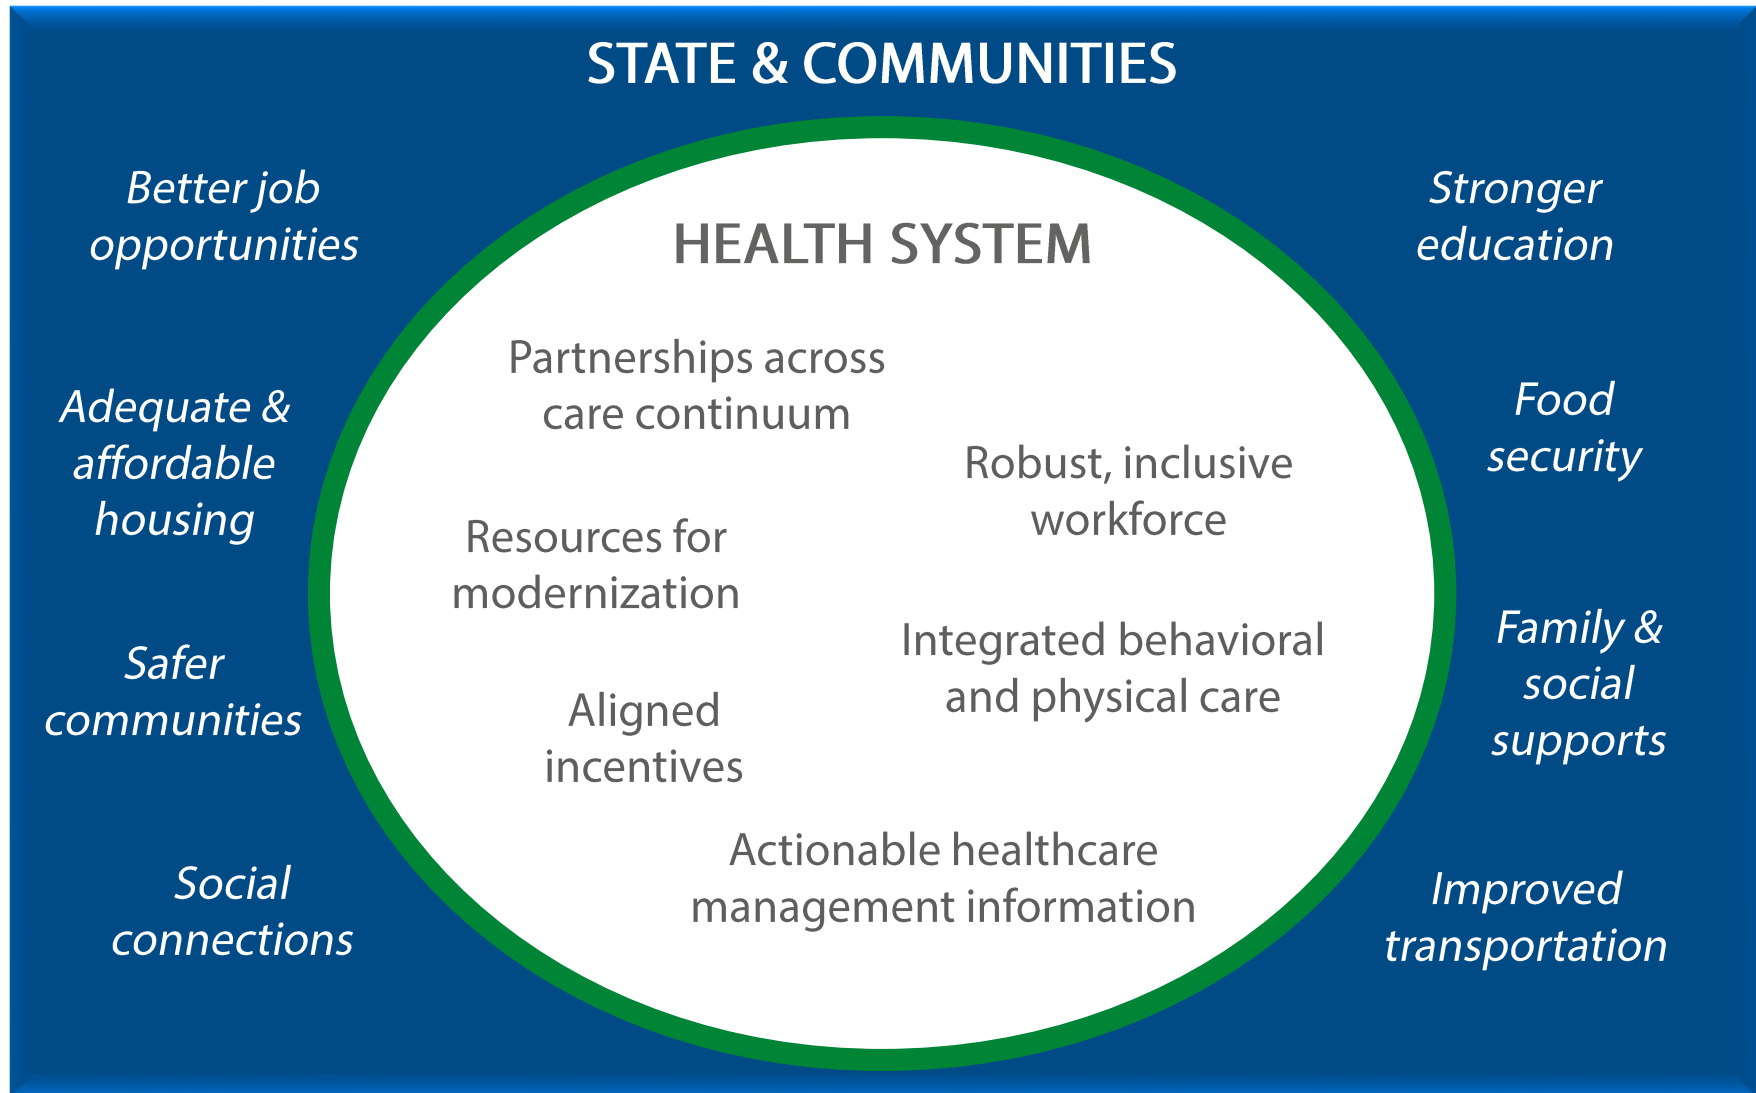 STATE & COMMUNITIES
Better job
opportunities
Adequate &
affordable
housing
Safer
communities
Social
connections
HEALTH SYSTEM
Partnerships across
care continuum
Robust, inclusive
workforce
Resources for
modernization
Integrated behavioral
and physical care
Aligned
incentives
Actionable healthcare
management information
Stronger
education
Food
security
Family &
social
supports
Improved
transportation